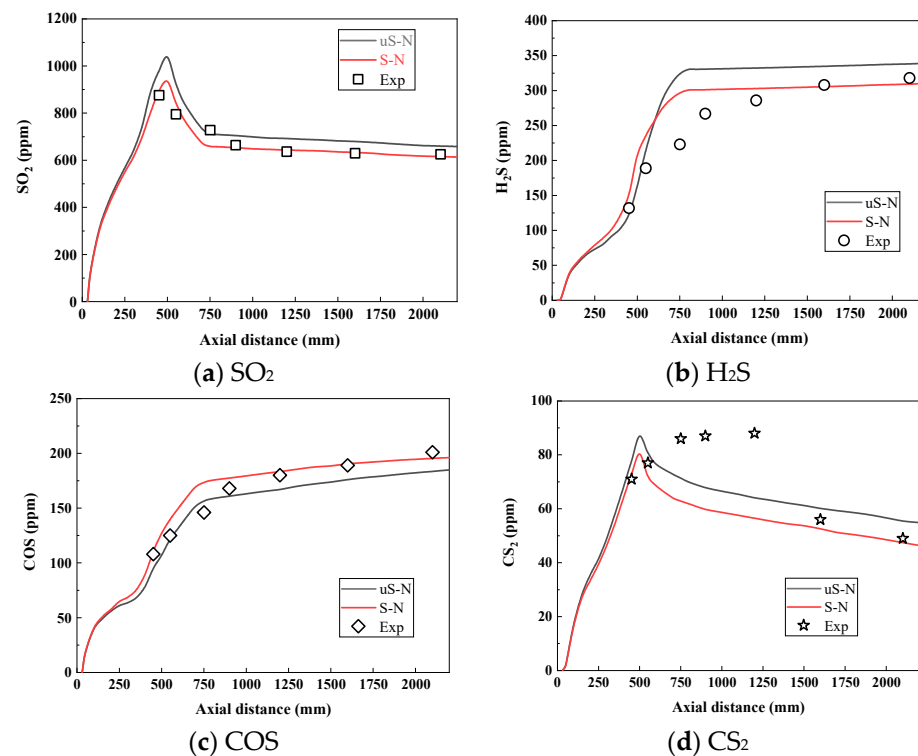 1200
1000
800
600
400
200
0
SO₂ (ppm)
uS-N
S-N
Exp
0 250 500 750 1000 1250 1500 1750 2000
Axial distance (mm)
(a) SO₂
400
350
300
250
200
150
100
50
0
H₂S (ppm)
uS-N
S-N
Exp
0 250 500 750 1000 1250 1500 1750 2000
Axial distance (mm)
(b) H₂S
250
200
150
100
50
0
COS (ppm)
uS-N
S-N
Exp
0 250 500 750 1000 1250 1500 1750 2000
Axial distance (mm)
(c) COS
100
80
60
40
20
0
CS₂ (ppm)
uS-N
S-N
Exp
0 250 500 750 1000 1250 1500 1750 2000
Axial distance (mm)
(d) CS₂